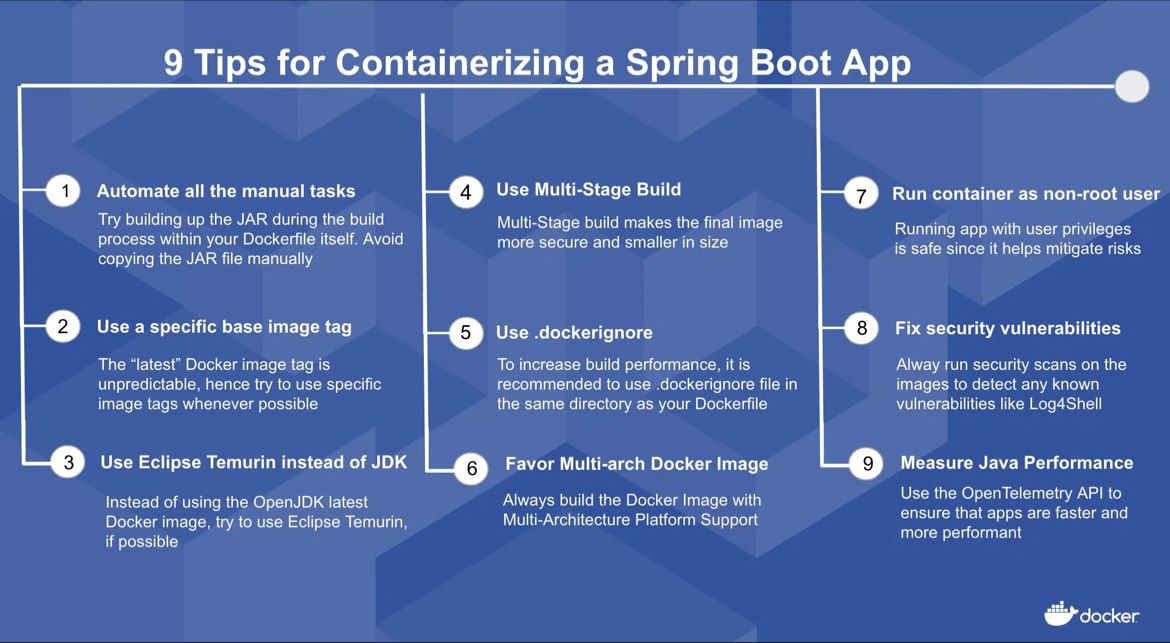 9 Tips for Containerizing a Spring Boot App
1
Automate all the manual tasks
Try building up the JAR during the build
process within your Dockerfile itself. Avoid
copying the JAR file manually
2
Use a specific base image tag
The “latest” Docker image tag is
unpredictable, hence try to use specific
image tags whenever possible
3
Use Eclipse Temurin instead of JDK
Instead of using the OpenJDK latest
Docker image, try to use Eclipse Temurin,
if possible
4
Use Multi-Stage Build
Multi-Stage build makes the final image
more secure and smaller in size
5
Use .dockerignore
To increase build performance, it is
recommended to use .dockerignore file in
the same directory as your Dockerfile
6
Favor Multi-arch Docker Image
Always build the Docker Image with
Multi-Architecture Platform Support
7
Run container as non-root user
Running app with user privileges
is safe since it helps mitigate risks
8
Fix security vulnerabilities
Alway run security scans on the
images to detect any known
vulnerabilities like Log4Shell
9
Measure Java Performance
Use the OpenTelemetry API to
ensure that apps are faster and
more performant
docker